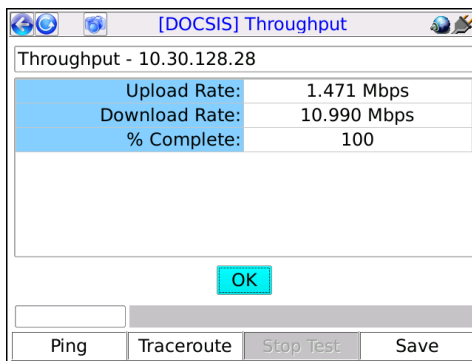 [DOCSIS] Throughput
Throughput - 10.30.128.28
Upload Rate: 1.471 Mbps
Download Rate: 10.990 Mbps
% Complete: 100
OK
Ping Traceroute Stop Test Save